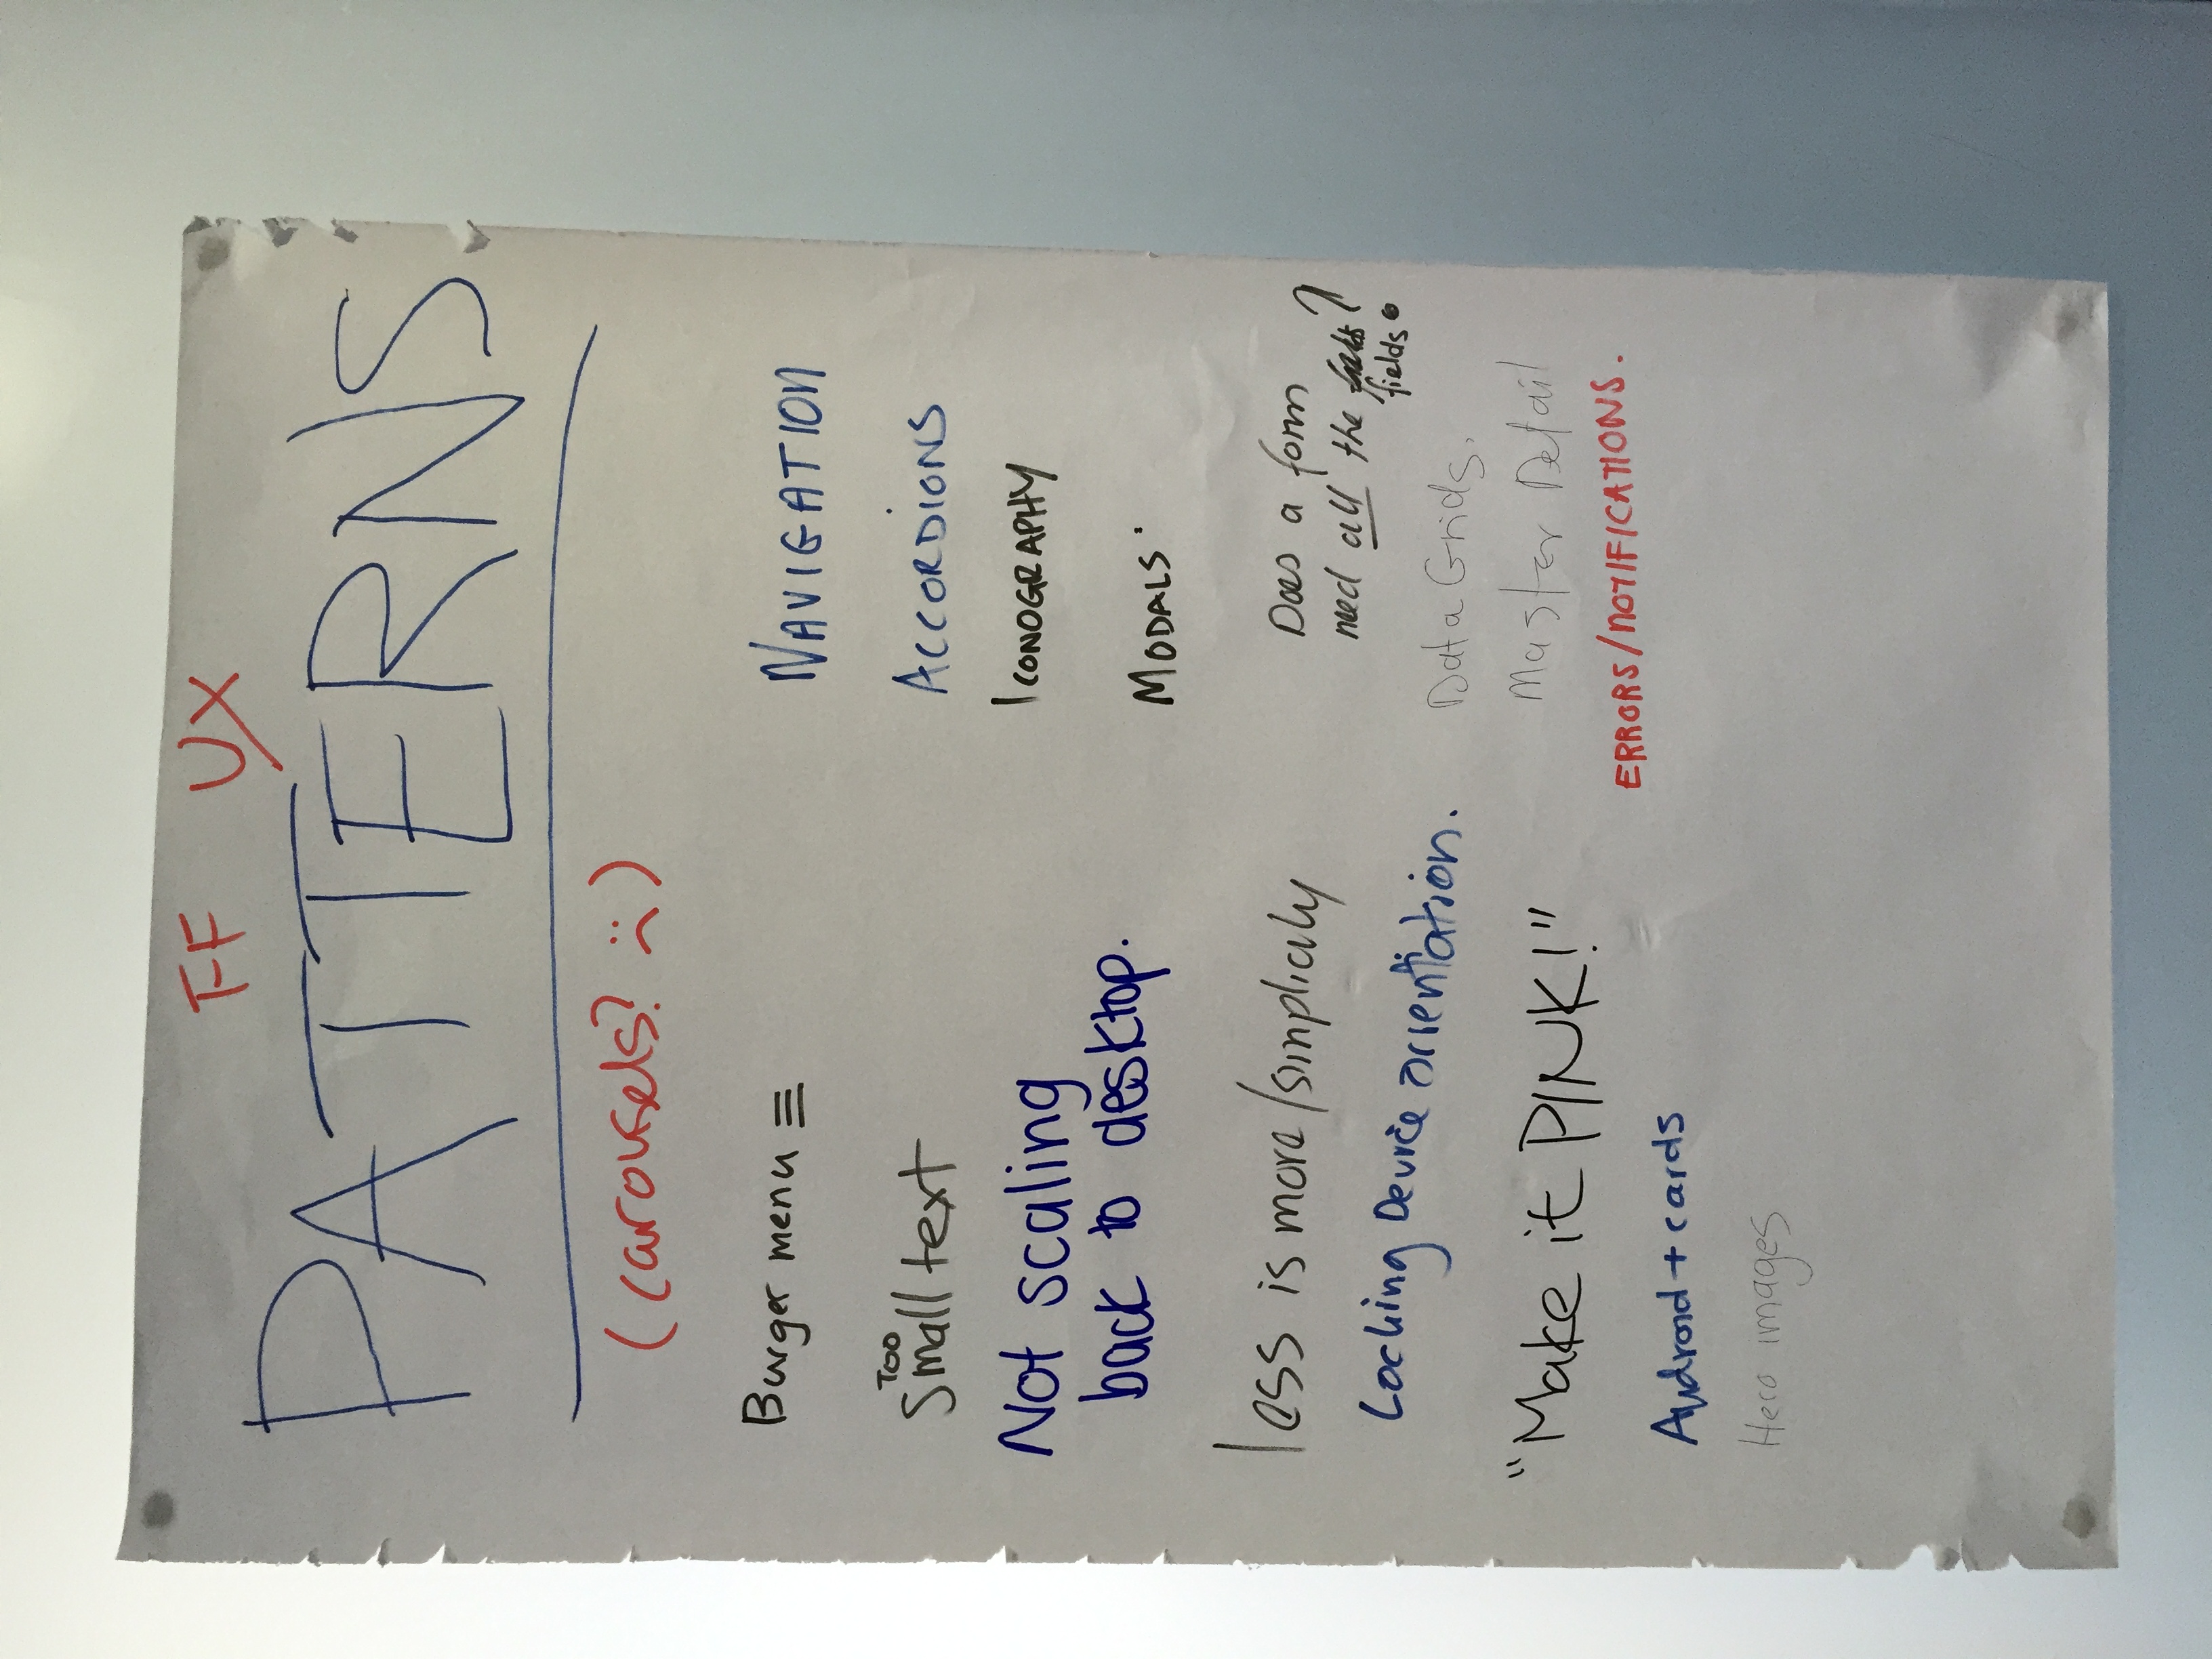 FF UX
PATTERNS
(carousels? :( )
Burger menu ≡
Too
Small text
Not scaling
back to desktop.
less is more/simplicity
Locking Device orientation.
"Make it PINK!"
Android + cards
Hero images
NAVIGATION
ACCORDIONS
ICONOGRAPHY
MODALS
Does a form
need all the ?
fields
Data Grids.
Master Detail
ERRORS/NOTIFICATIONS.